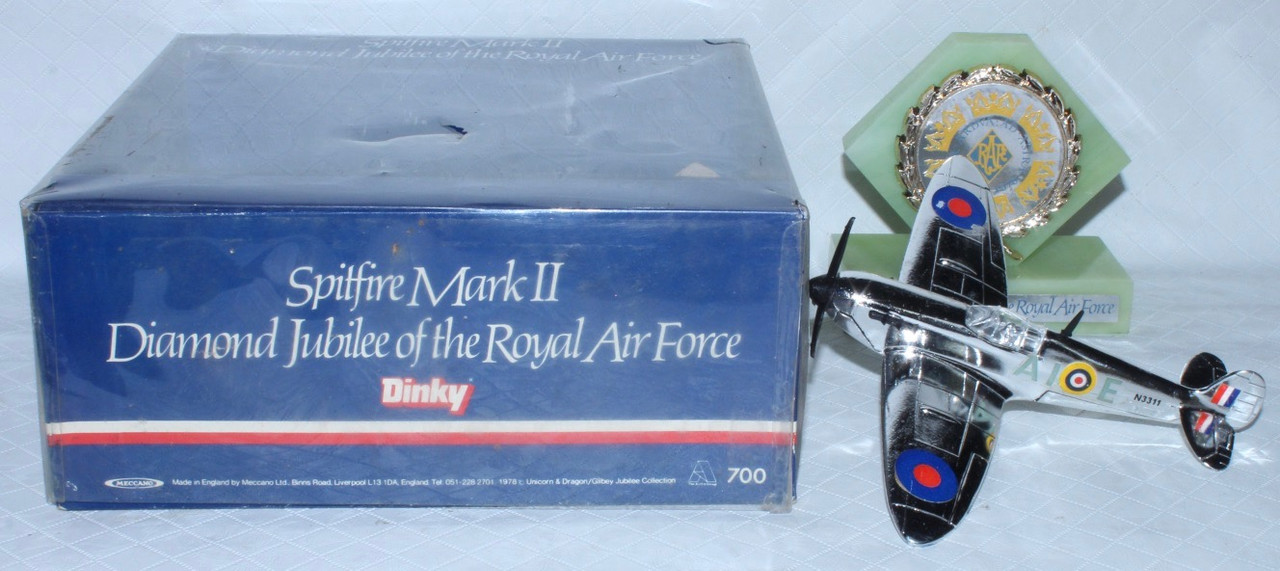 Spitfire Mark II
Diamond Jubilee of the Royal Air Force
Spitfire Mark II
Diamond Jubilee of the Royal Air Force
Dinky
MECCANO
Made in England by Meccano Ltd., Binns Road, Liverpool L13 1DA, England. Tel: 051-228 2701. 1978 Unicorn & Dragon/Gilbey Jubilee Collection
700
ROYAL
RAF
Royal Air Force
A I E
N3311